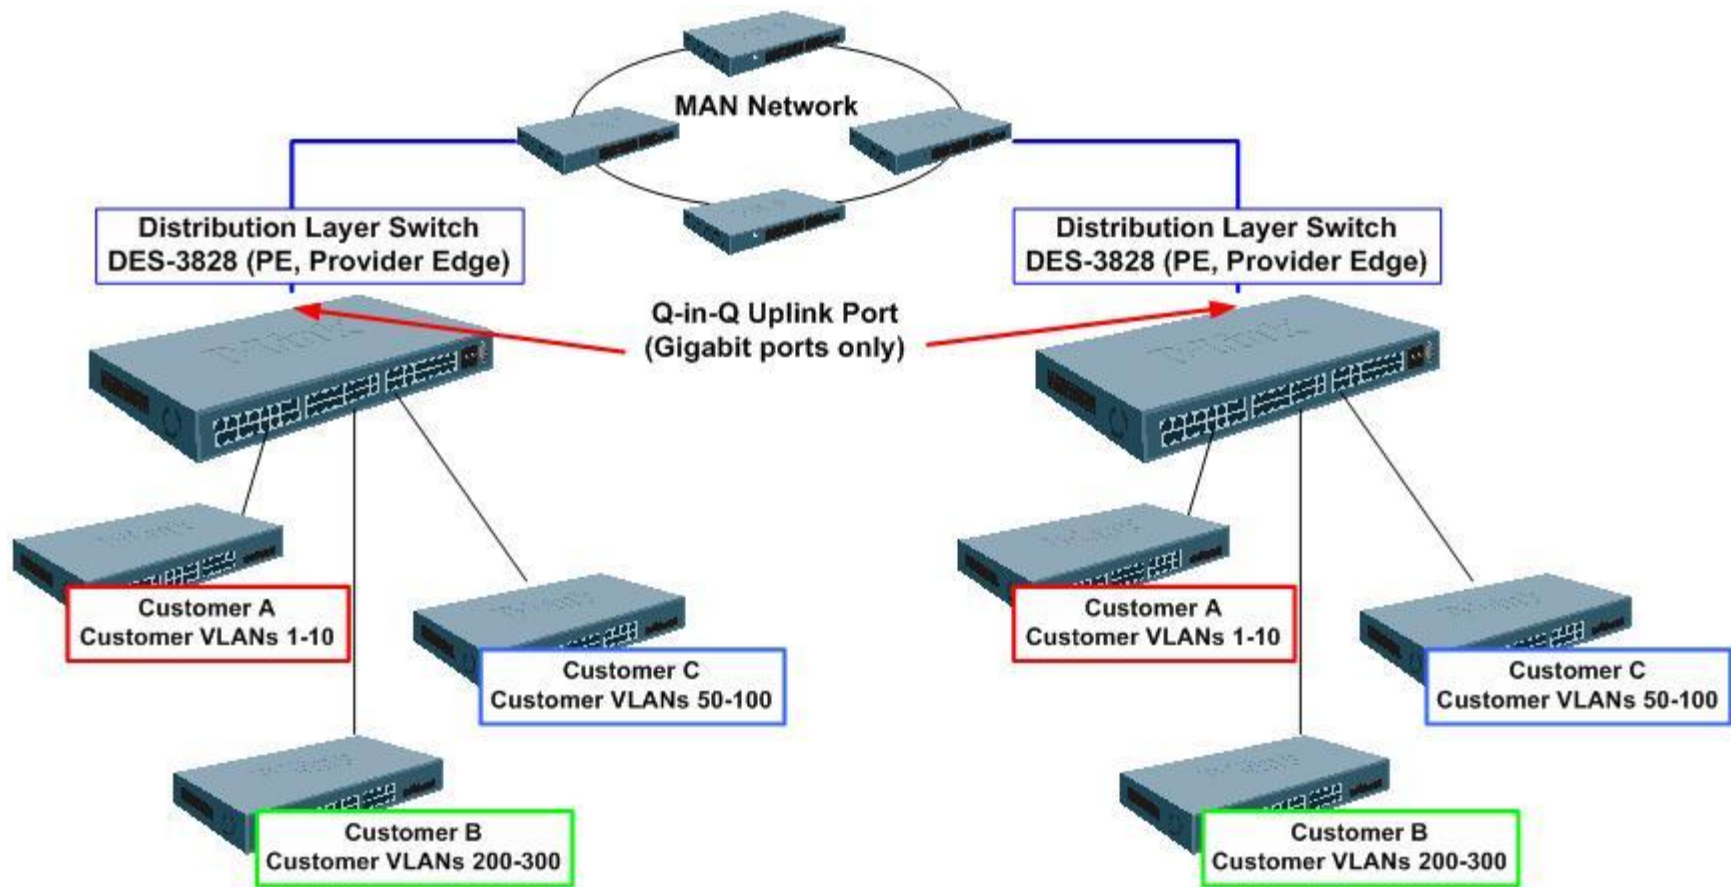 MAN Network
Distribution Layer Switch
DES-3828 (PE, Provider Edge)
Distribution Layer Switch
DES-3828 (PE, Provider Edge)
Q-in-Q Uplink Port
(Gigabit ports only)
Customer A
Customer VLANs 1-10
Customer C
Customer VLANs 50-100
Customer B
Customer VLANs 200-300
Customer A
Customer VLANs 1-10
Customer C
Customer VLANs 50-100
Customer B
Customer VLANs 200-300